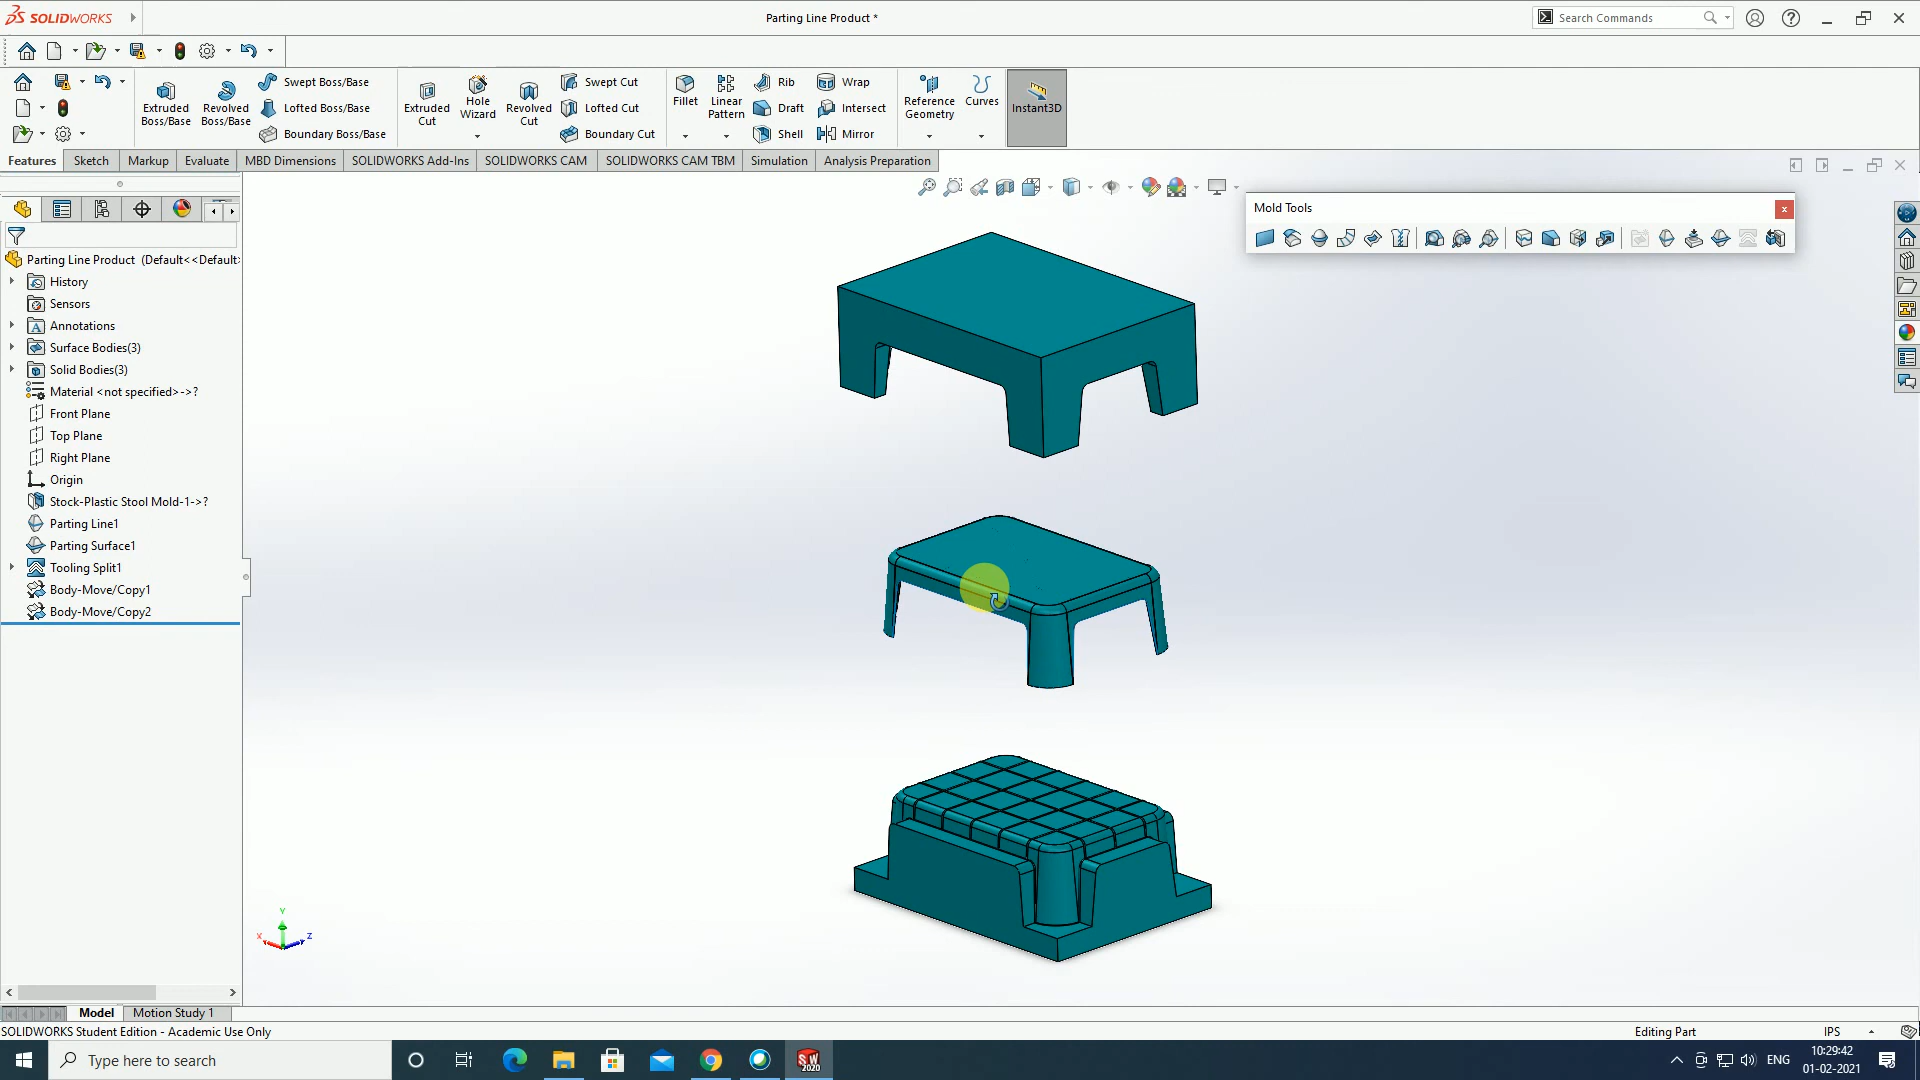 SOLIDWORKS
Parting Line Product *
Search Commands
Extruded Boss/Base
Revolved Boss/Base
Swept Boss/Base
Lofted Boss/Base
Boundary Boss/Base
Extruded Cut
Hole Wizard
Revolved Cut
Swept Cut
Lofted Cut
Boundary Cut
Fillet
Linear Pattern
Rib
Draft
Shell
Wrap
Intersect
Mirror
Reference Geometry
Curves
Instant3D
Features
Sketch
Markup
Evaluate
MBD Dimensions
SOLIDWORKS Add-Ins
SOLIDWORKS CAM
SOLIDWORKS CAM TBM
Simulation
Analysis Preparation
Mold Tools
Parting Line Product (Default<<Default>
History
Sensors
Annotations
Surface Bodies(3)
Solid Bodies(3)
Material <not specified>->?
Front Plane
Top Plane
Right Plane
Origin
Stock-Plastic Stool Mold-1->?
Parting Line1
Parting Surface1
Tooling Split1
Body-Move/Copy1
Body-Move/Copy2
Y
X
Z
Model
Motion Study 1
SOLIDWORKS Student Edition - Academic Use Only
Editing Part
IPS
Type here to search
SW
2020
ENG
10:29:42
01-02-2021